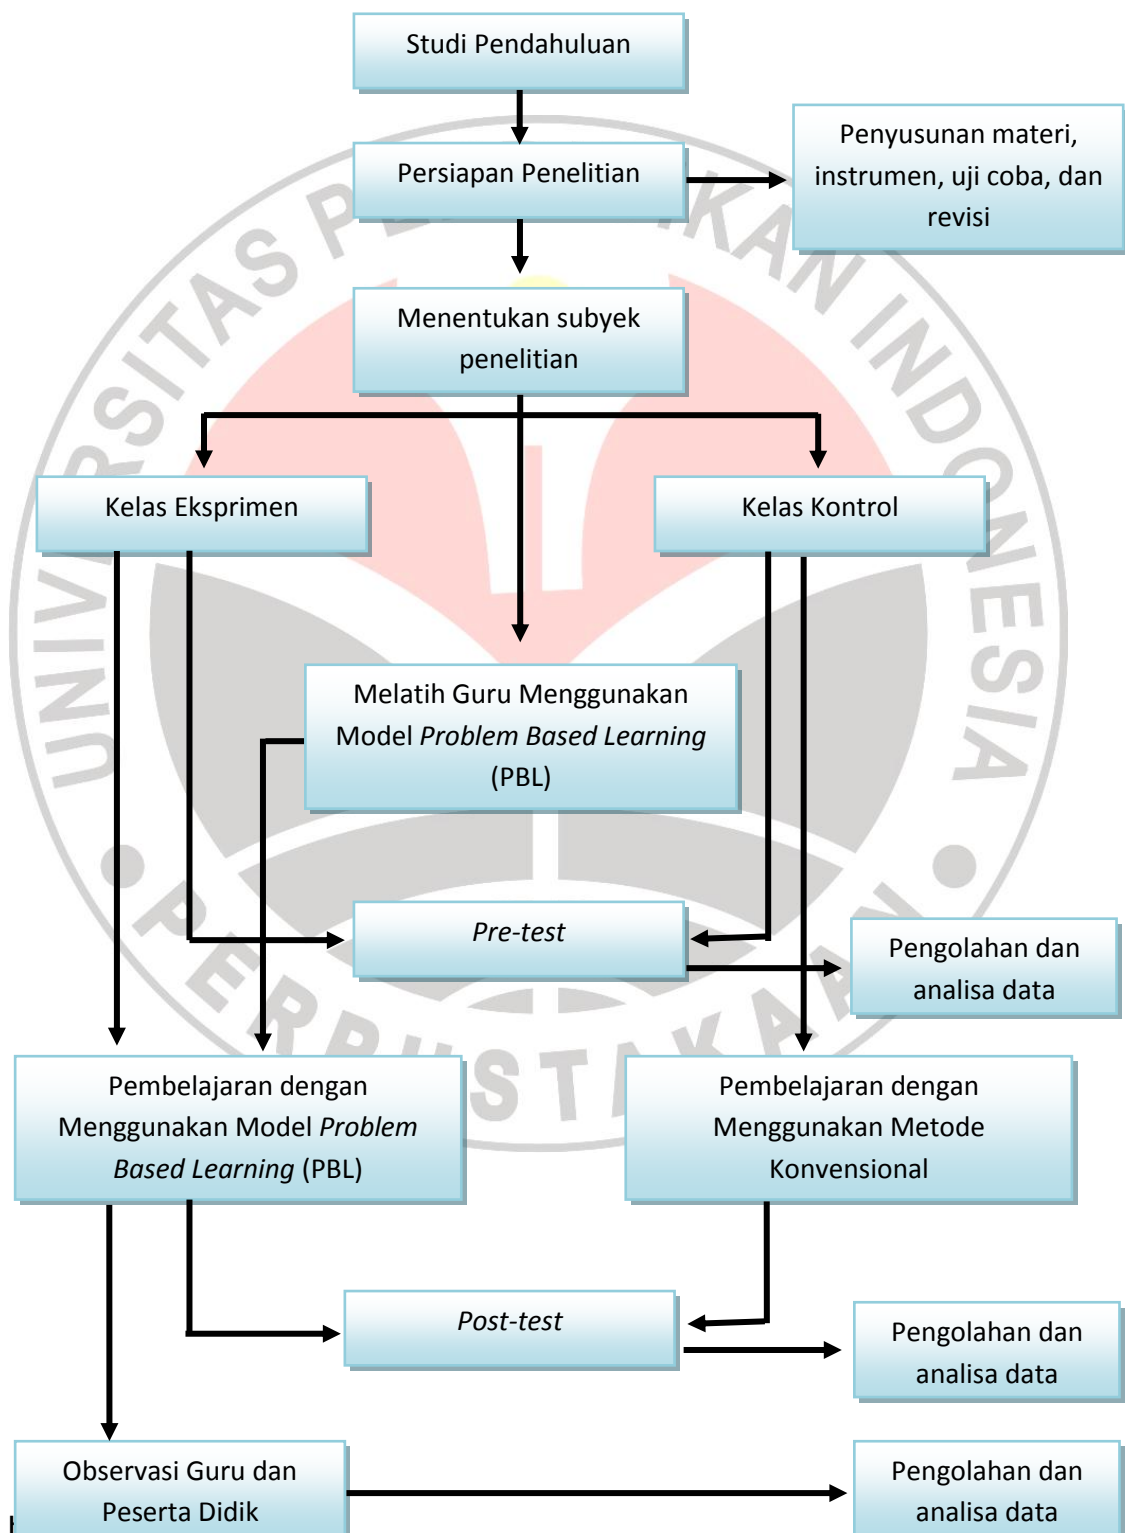 Studi Pendahuluan
Persiapan Penelitian
Penyusunan materi,
instrumen, uji coba, dan
revisi
Menentukan subyek
penelitian
Kelas Eksprimen
Kelas Kontrol
Melatih Guru Menggunakan
Model Problem Based Learning
(PBL)
Pre-test
Pengolahan dan
analisa data
Pembelajaran dengan
Menggunakan Model Problem
Based Learning (PBL)
Pembelajaran dengan
Menggunakan Metode
Konvensional
Post-test
Pengolahan dan
analisa data
Observasi Guru dan
Peserta Didik
Pengolahan dan
analisa data
UNIVERSITAS INDONESIA
PERPUSTAKAAN